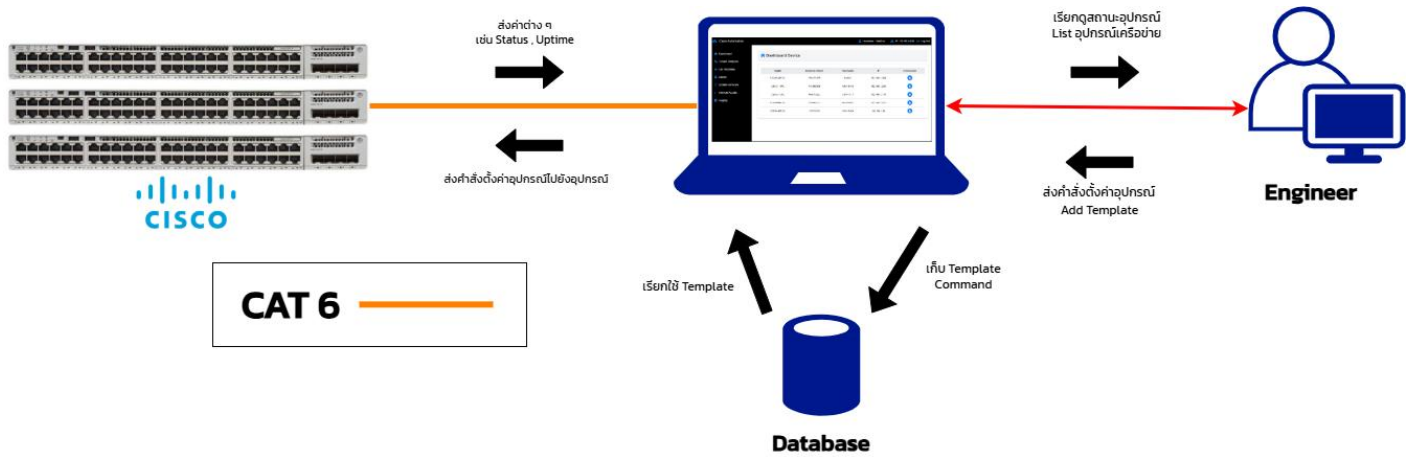 ส่งค่าต่าง ๆ
เช่น Status , Uptime
ส่งคำสั่งตั้งค่าอุปกรณ์ไปยังอุปกรณ์
CISCO
CAT 6
Dashboard Device
เรียกดูสถานะอุปกรณ์
List อุปกรณ์เครือข่าย
ส่งคำสั่งตั้งค่าอุปกรณ์
Add Template
Engineer
เรียกใช้ Template
เก็บ Template
Command
Database